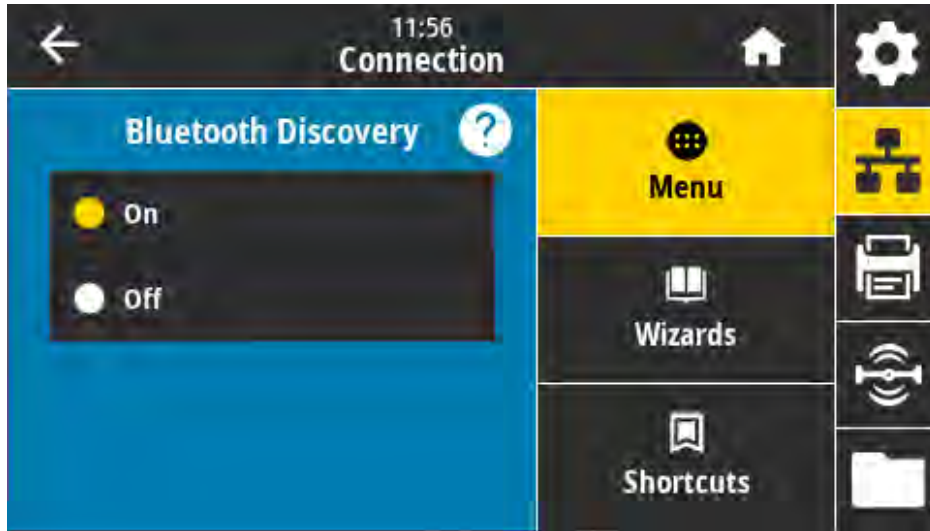 11:56
Connection
Bluetooth Discovery ?
On
Off
Menu
Wizards
Shortcuts